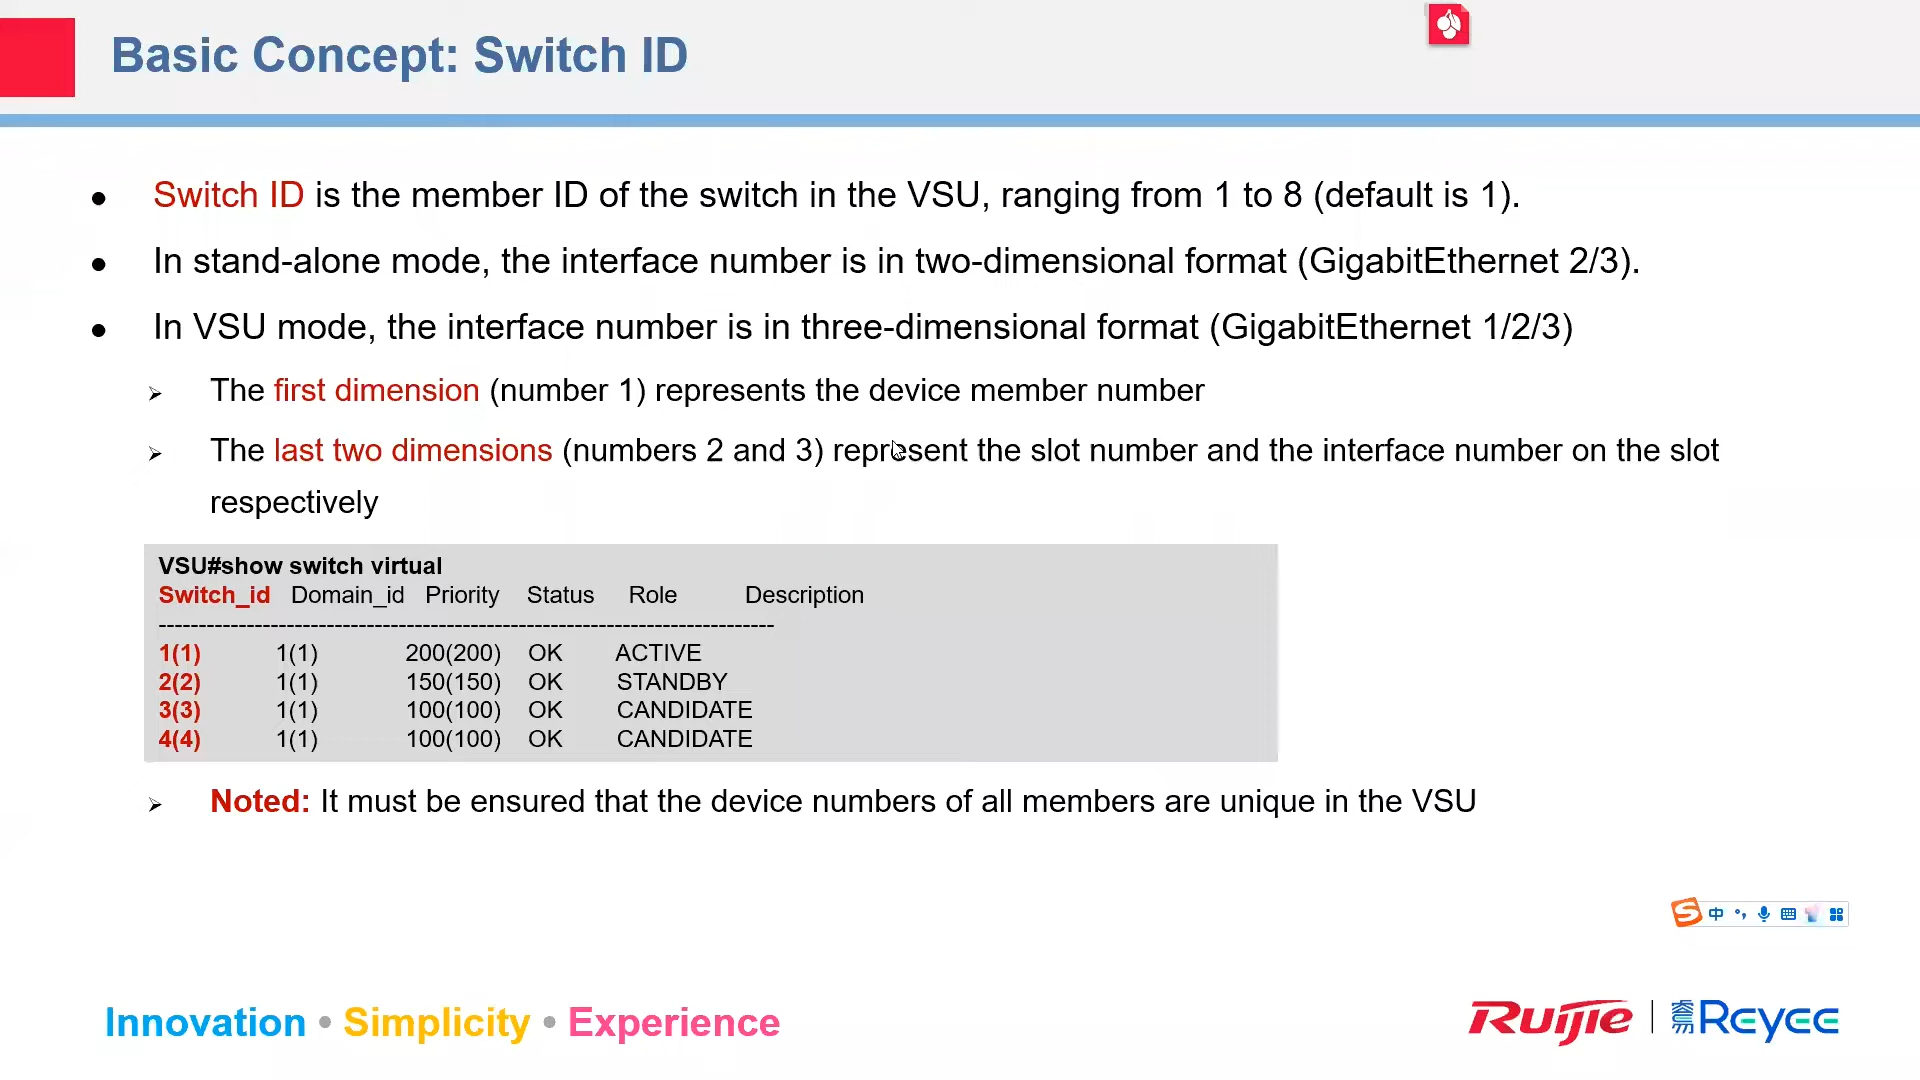 Basic Concept: Switch ID
● Switch ID is the member ID of the switch in the VSU, ranging from 1 to 8 (default is 1).
● In stand-alone mode, the interface number is in two-dimensional format (GigabitEthernet 2/3).
● In VSU mode, the interface number is in three-dimensional format (GigabitEthernet 1/2/3)
➢ The first dimension (number 1) represents the device member number
➢ The last two dimensions (numbers 2 and 3) represent the slot number and the interface number on the slot
respectively
VSU#show switch virtual
Switch_id Domain_id Priority Status Role Description
-----------------------------------------------------------------------------
1(1) 1(1) 200(200) OK ACTIVE
2(2) 1(1) 150(150) OK STANDBY
3(3) 1(1) 100(100) OK CANDIDATE
4(4) 1(1) 100(100) OK CANDIDATE
➢ Noted: It must be ensured that the device numbers of all members are unique in the VSU
S 中
Innovation • Simplicity • Experience
Ruijie | Reyee